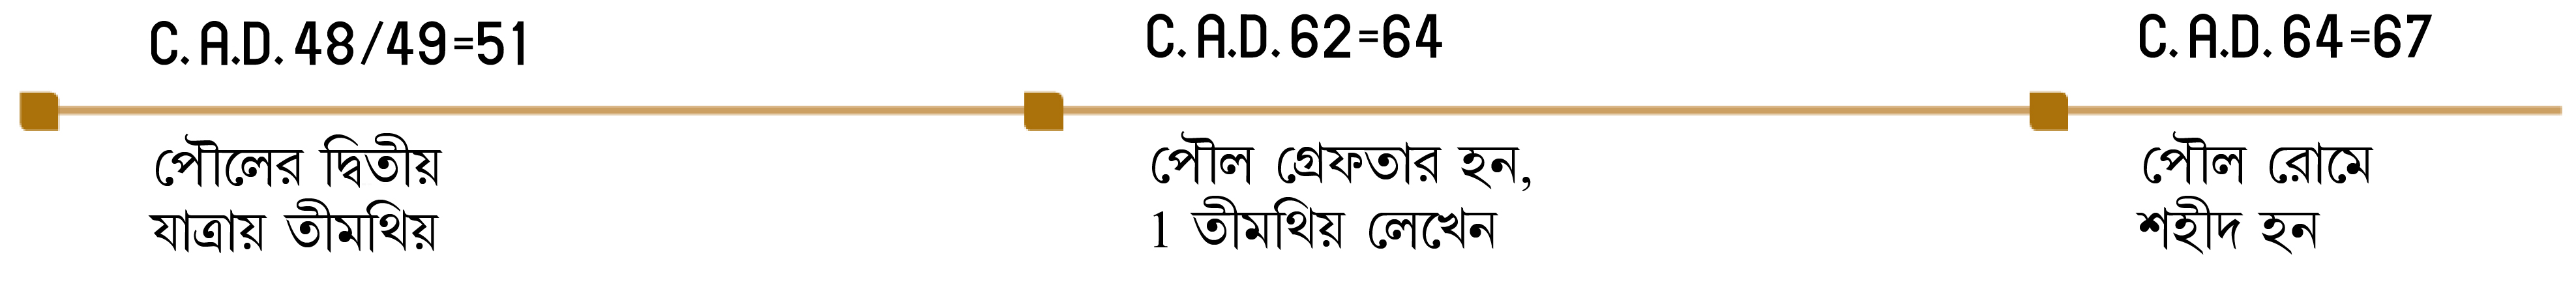 C. A.D. 48/49=51
পৌলের দ্বিতীয়
যাত্রায় তীমথিয়
C. A.D. 62=64
পৌল গ্রেফতার হন,
1 তীমথিয় লেখেন
C. A.D. 64=67
পৌল রোমে
শহীদ হন